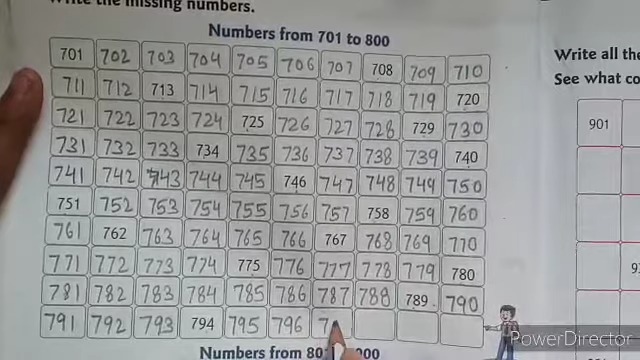 Write the missing numbers.
Numbers from 701 to 800
701 702 703 704 705 706 707 708 709 710
711 712 713 714 715 716 717 718 719 720
721 722 723 724 725 726 727 728 729 730
731 732 733 734 735 736 737 738 739 740
741 742 743 744 745 746 747 748 749 750
751 752 753 754 755 756 757 758 759 760
761 762 763 764 765 766 767 768 769 770
771 772 773 774 775 776 777 778 779 780
781 782 783 784 785 786 787 788 789 790
791 792 793 794 795 796 7
Numbers from 80
Write all the
See what co
901
9
POWERDIRECTOR